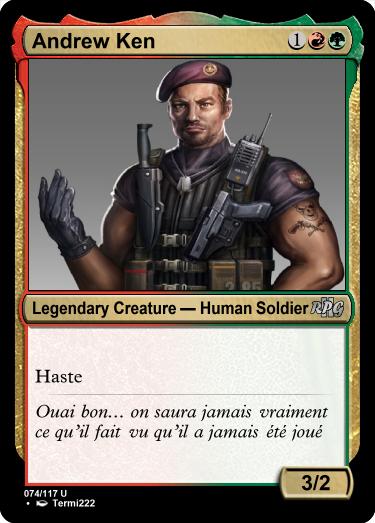 Andrew Ken 1
Legendary Creature — Human Soldier RPG
Haste
Ouai bon... on saura jamais vraiment
ce qu'il fait vu qu'il a jamais été joué
3/2
074/117 U
• Termi222